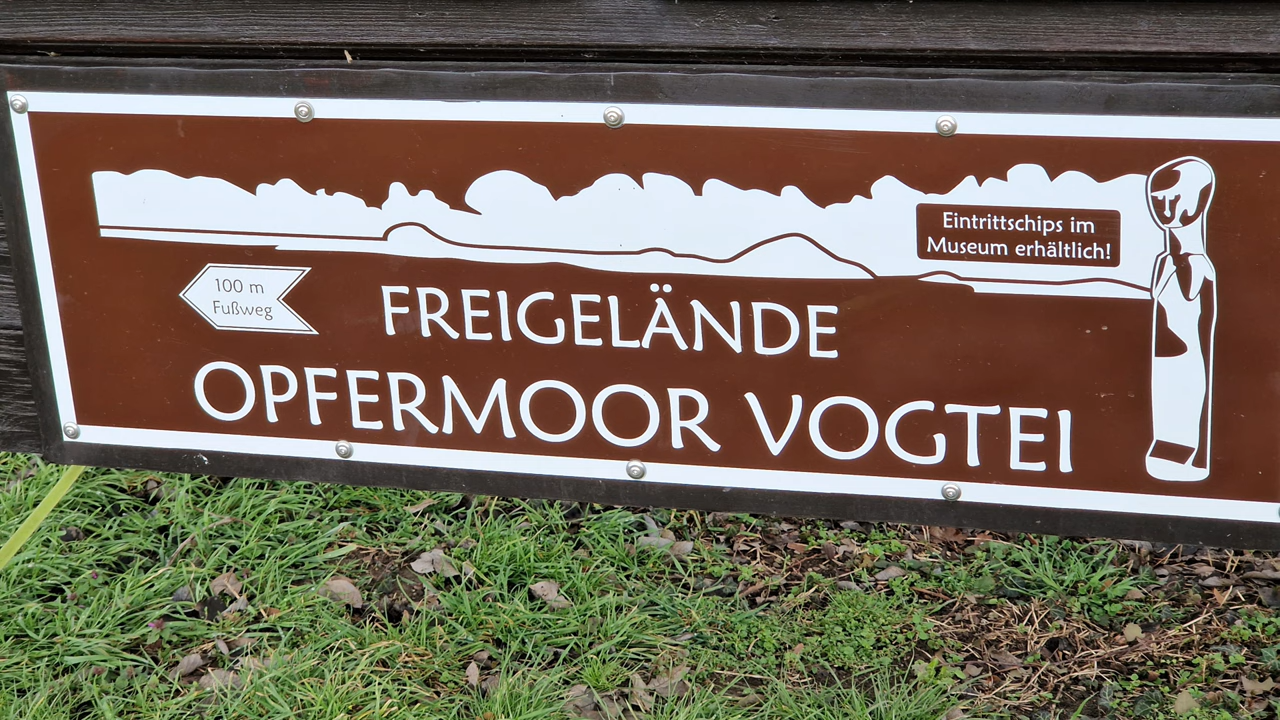 Eintrittschips im
Museum erhältlich!
100 m
Fußweg
FREIGELÄNDE
OPFERMOOR VOGTEI